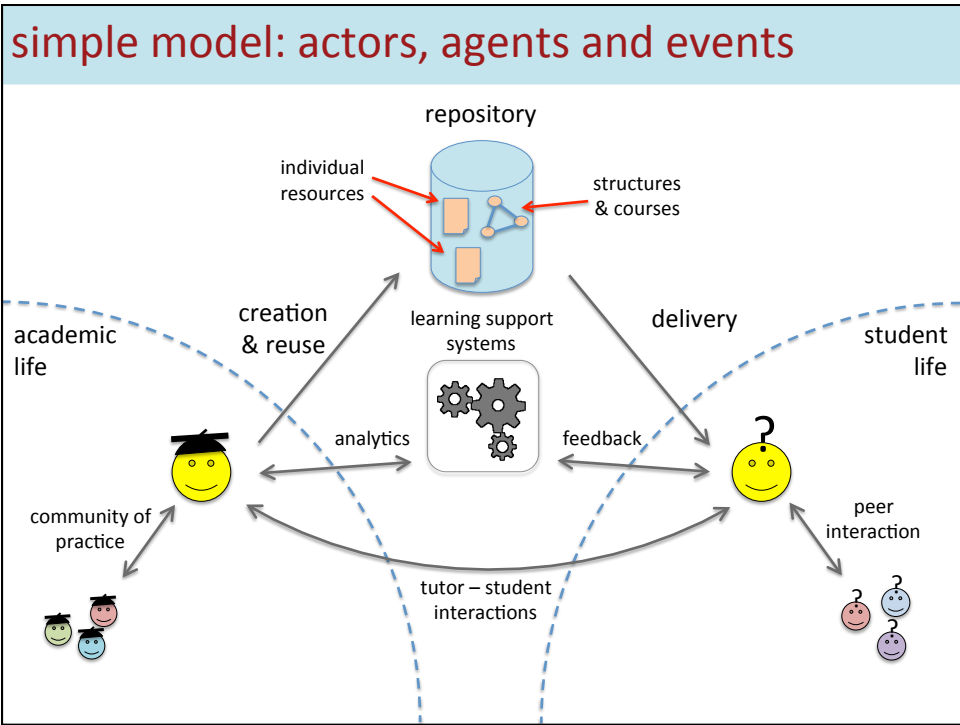 simple model: actors, agents and events
repository
individual
resources
structures
& courses
creation
& reuse
learning support
systems
delivery
academic
life
student
life
analytics
feedback
?
community of
practice
peer
interaction
tutor – student
interactions
?
?
?